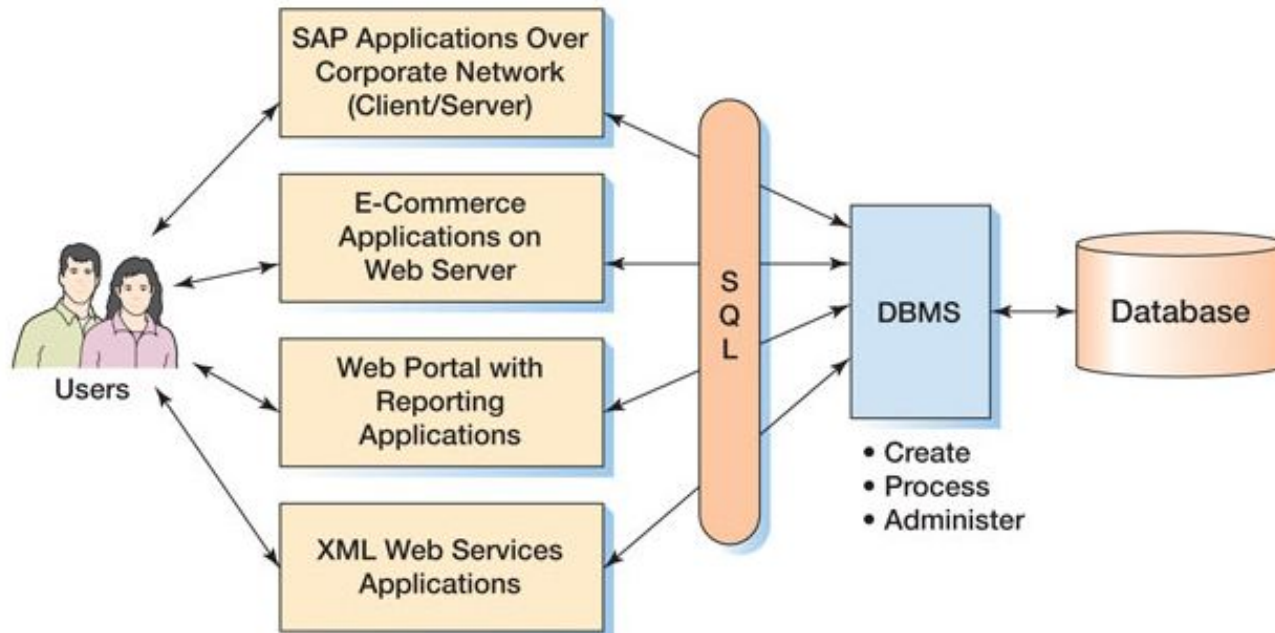 SAP Applications Over
Corporate Network
(Client/Server)
E-Commerce
Applications on
Web Server
Web Portal with
Reporting
Applications
XML Web Services
Applications
Users
S
Q
L
DBMS
• Create
• Process
• Administer
Database